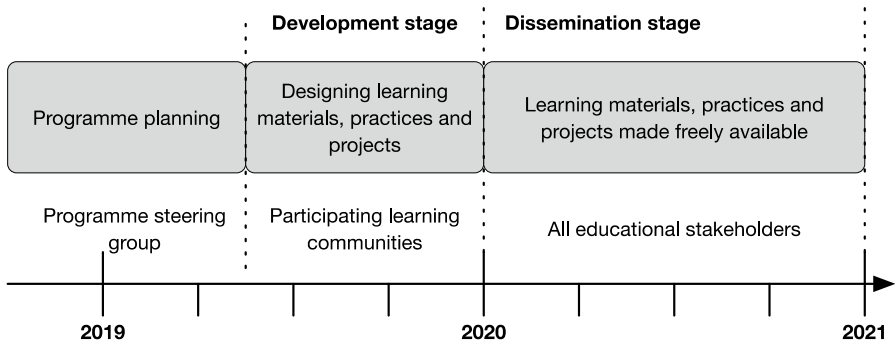 Development stage
Dissemination stage
Programme planning
Designing learning
materials, practices and
projects
Learning materials, practices and
projects made freely available
Programme steering
group
Participating learning
communities
All educational stakeholders
2019
2020
2021